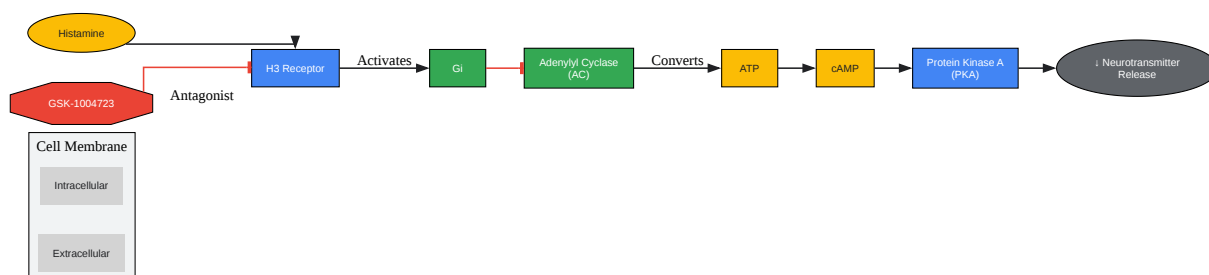 Histamine
GSK-1004723
Antagonist
H3 Receptor
Activates
Gi
Adenylyl Cyclase
(AC)
Converts
ATP
cAMP
Protein Kinase A
(PKA)
↓ Neurotransmitter
Release
Cell Membrane
Intracellular
Extracellular